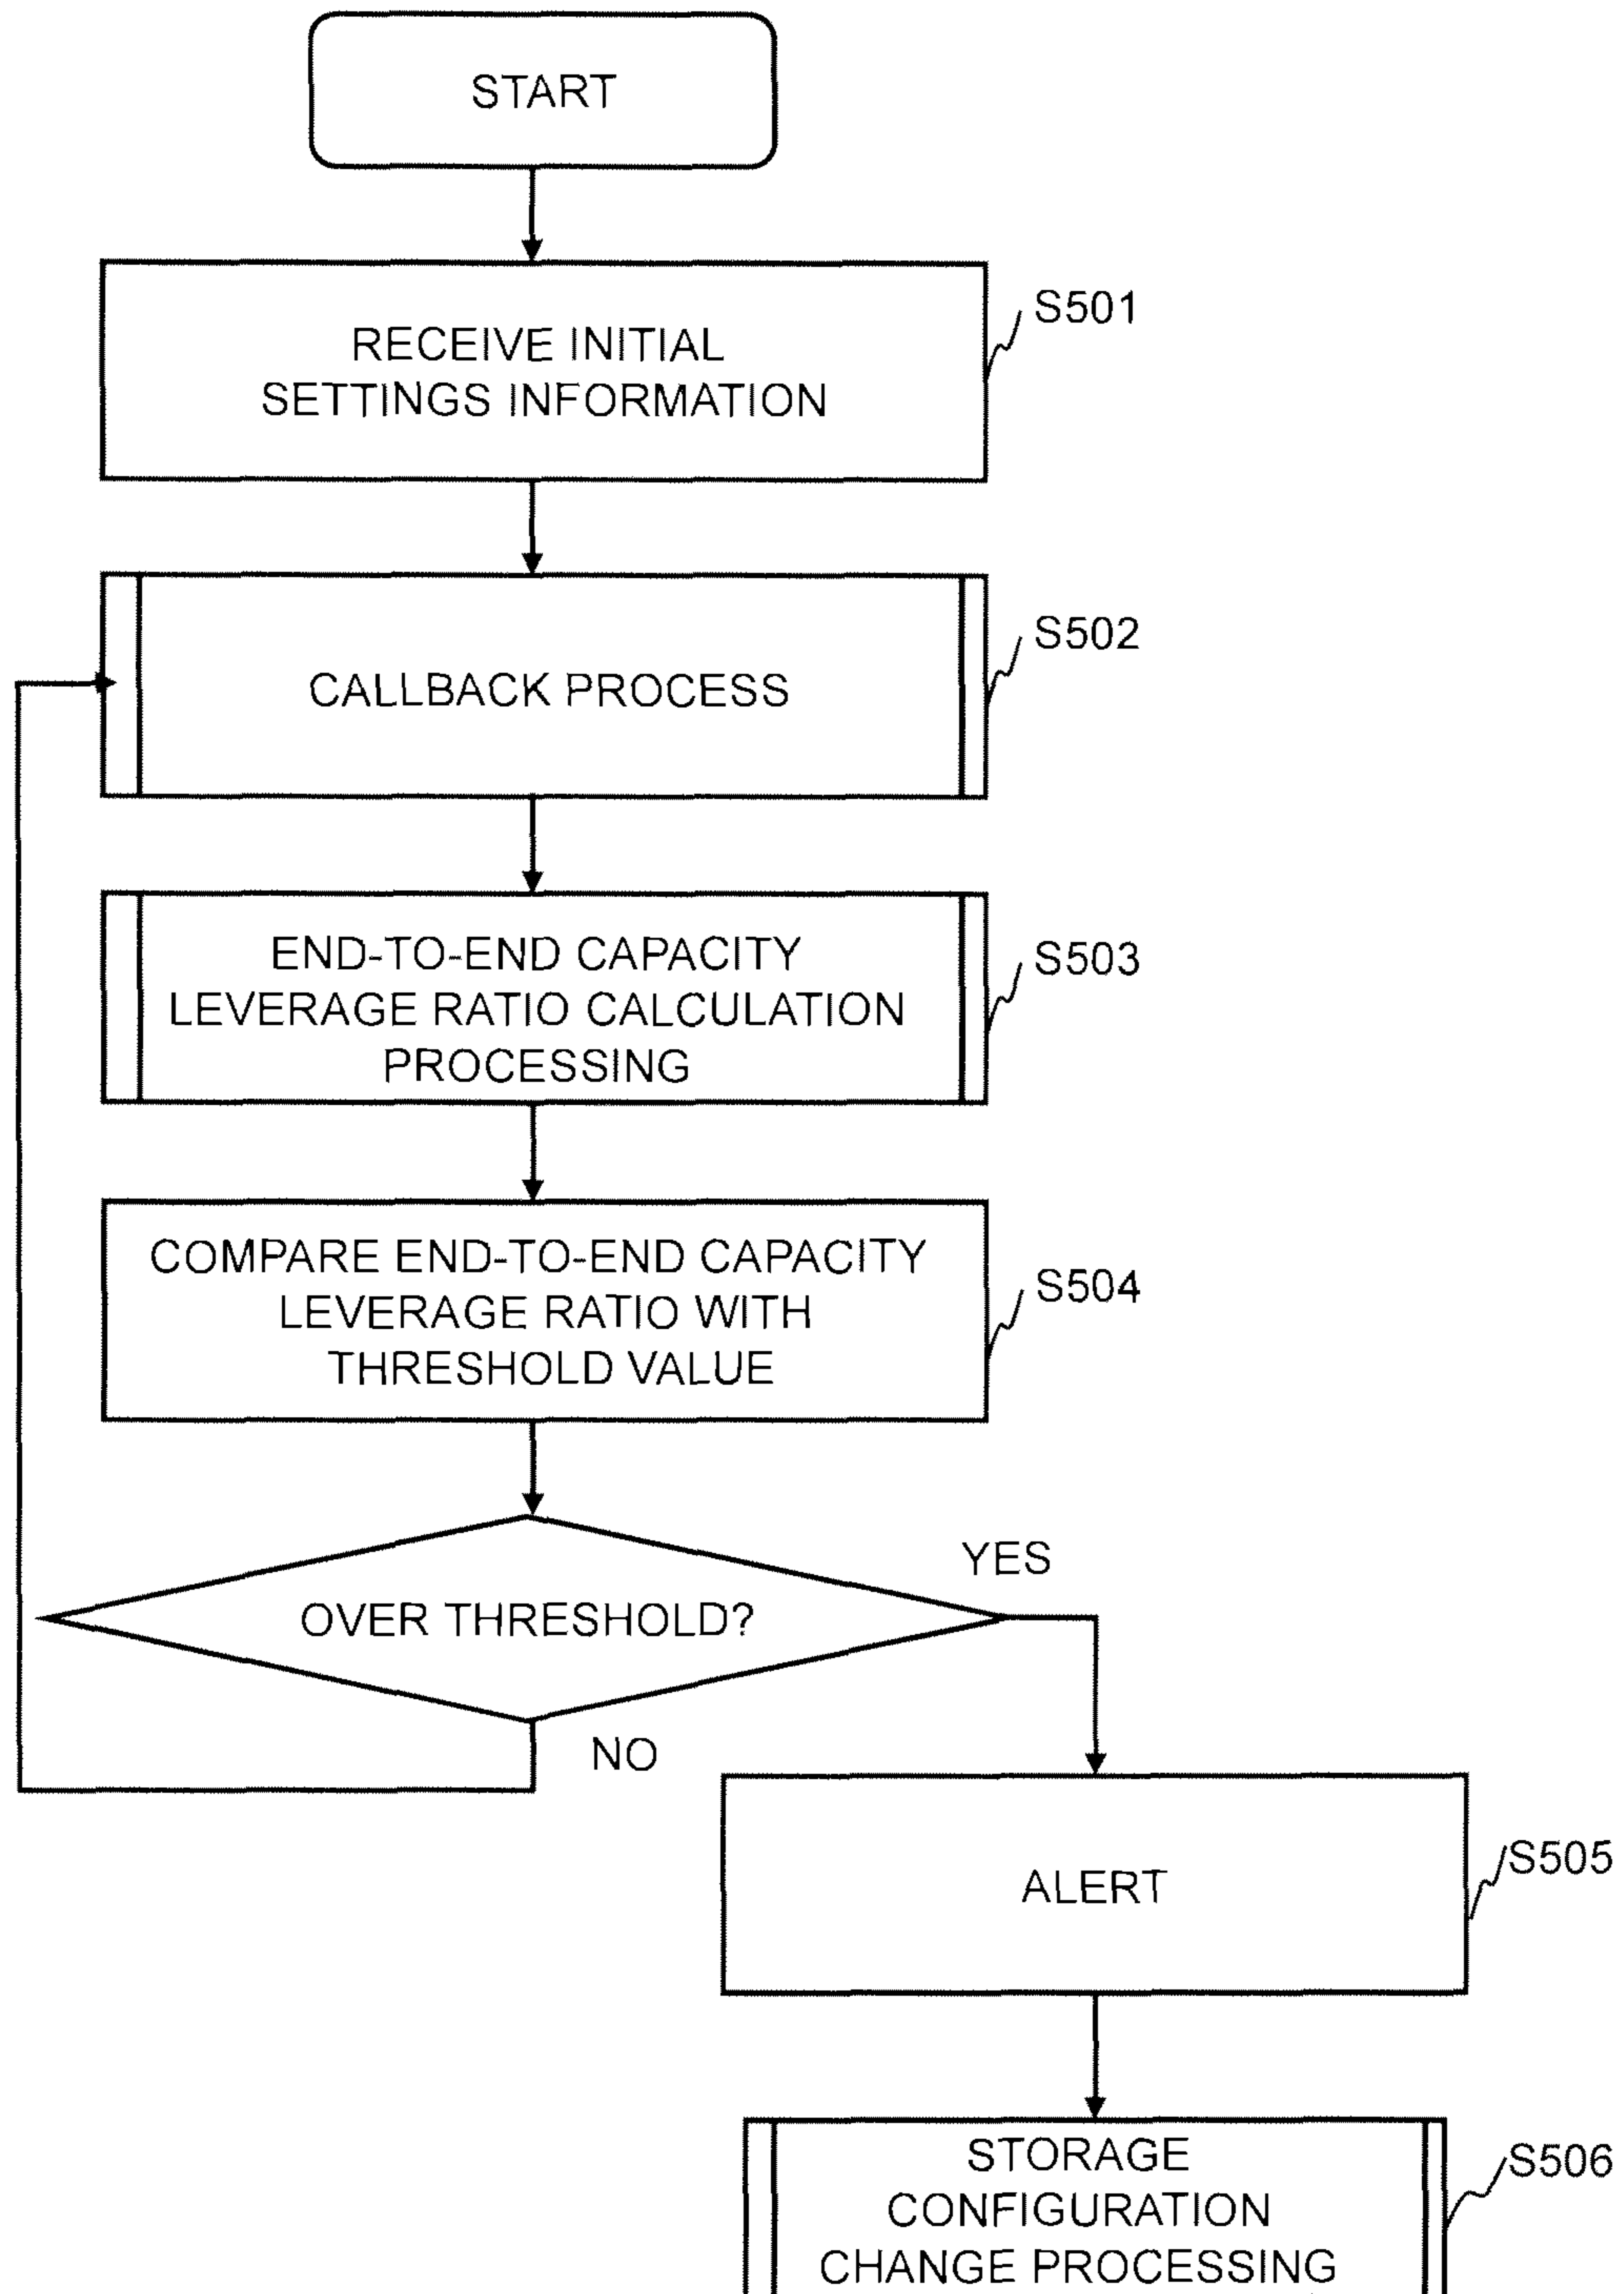 START
RECEIVE INITIAL
SETTINGS INFORMATION
S501
CALLBACK PROCESS
S502
END-TO-END CAPACITY
LEVERAGE RATIO CALCULATION
PROCESSING
S503
COMPARE END-TO-END CAPACITY
LEVERAGE RATIO WITH
THRESHOLD VALUE
S504
OVER THRESHOLD?
YES
NO
ALERT
S505
STORAGE
CONFIGURATION
CHANGE PROCESSING
S506